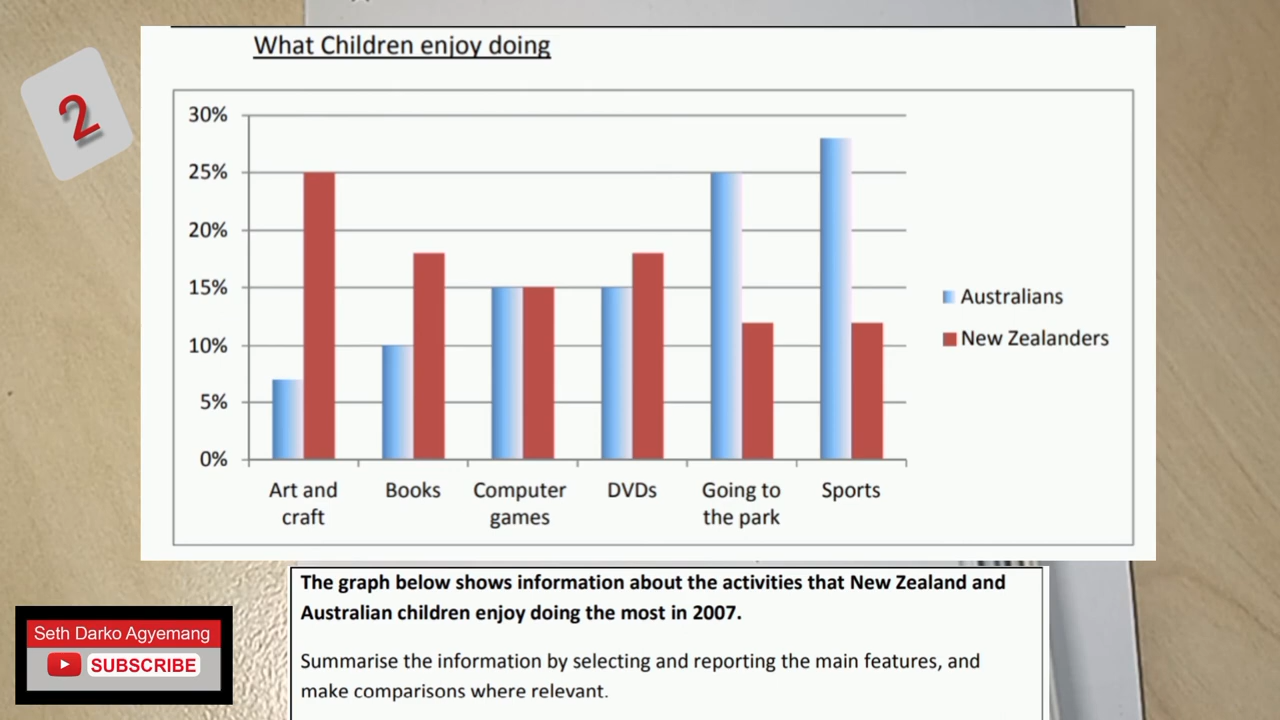 What Children enjoy doing
2
30%
25%
20%
15%
10%
5%
0%
Art and
craft
Books
Computer
games
DVDs
Going to
the park
Sports
Australians
New Zealanders
The graph below shows information about the activities that New Zealand and
Australian children enjoy doing the most in 2007.
Summarise the information by selecting and reporting the main features, and
make comparisons where relevant.
Seth Darko Agyemang
SUBSCRIBE